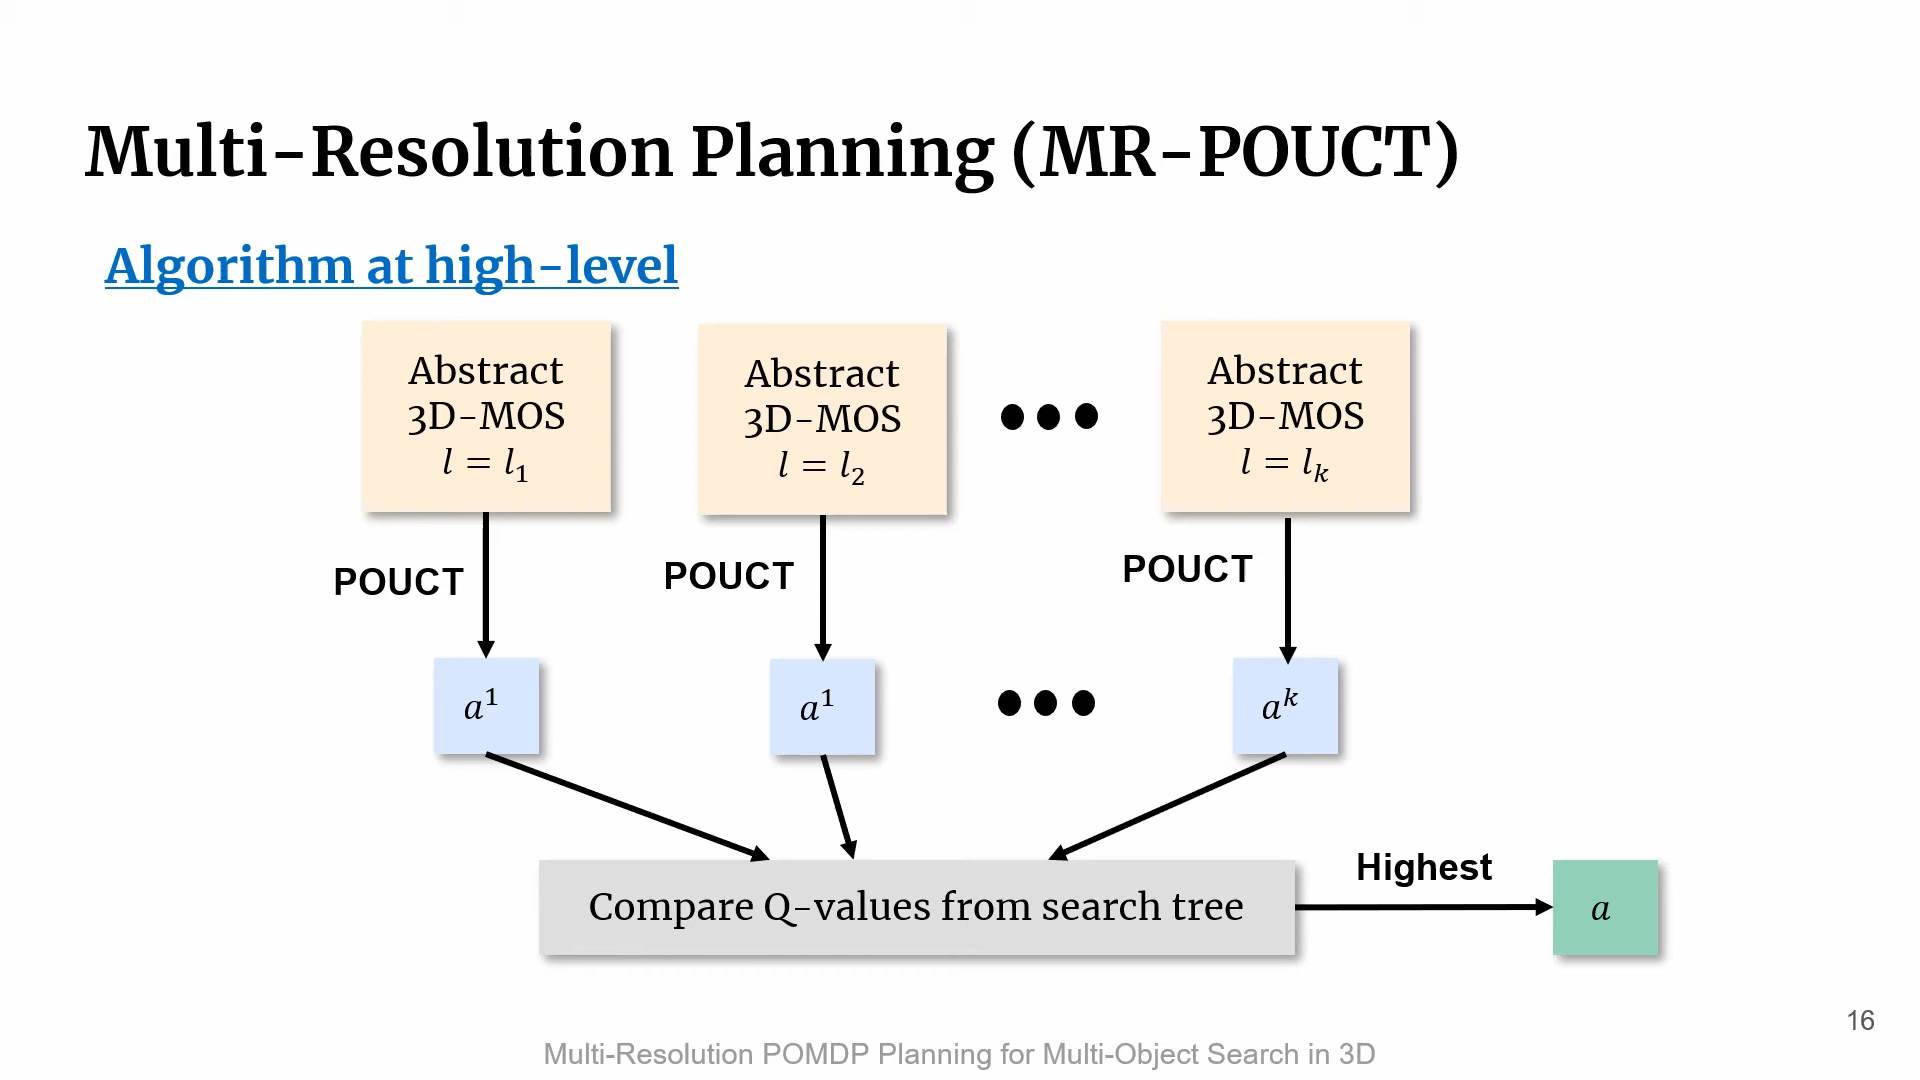 Multi-Resolution Planning (MR-POUCT)
Algorithm at high-level
Abstract
3D-MOS
l = l₁
Abstract
3D-MOS
l = l₂
Abstract
3D-MOS
l = lₖ
POUCT
POUCT
POUCT
a¹
a¹
aᵏ
Compare Q-values from search tree
Highest
a
16
Multi-Resolution POMDP Planning for Multi-Object Search in 3D